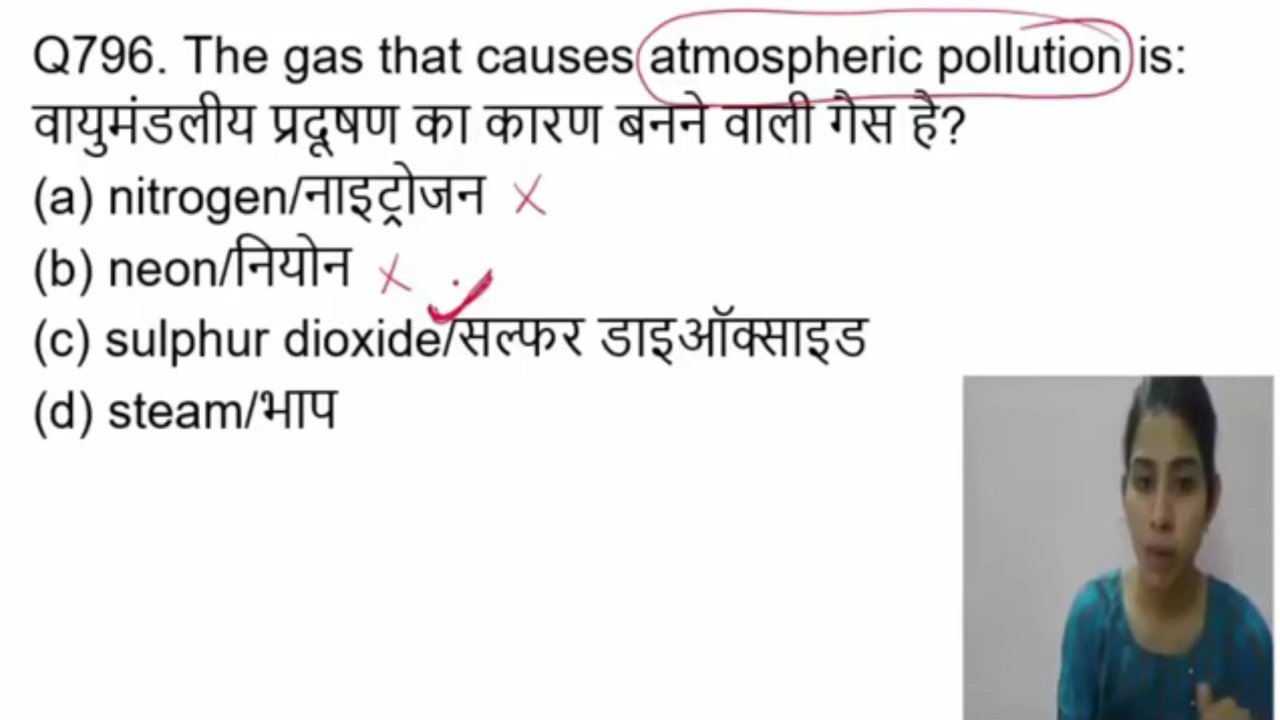 Q796. The gas that causes atmospheric pollution is:
वायुमंडलीय प्रदूषण का कारण बनने वाली गैस है?
(a) nitrogen/नाइट्रोजन
(b) neon/नियोन
(c) sulphur dioxide/सल्फर डाइऑक्साइड
(d) steam/भाप